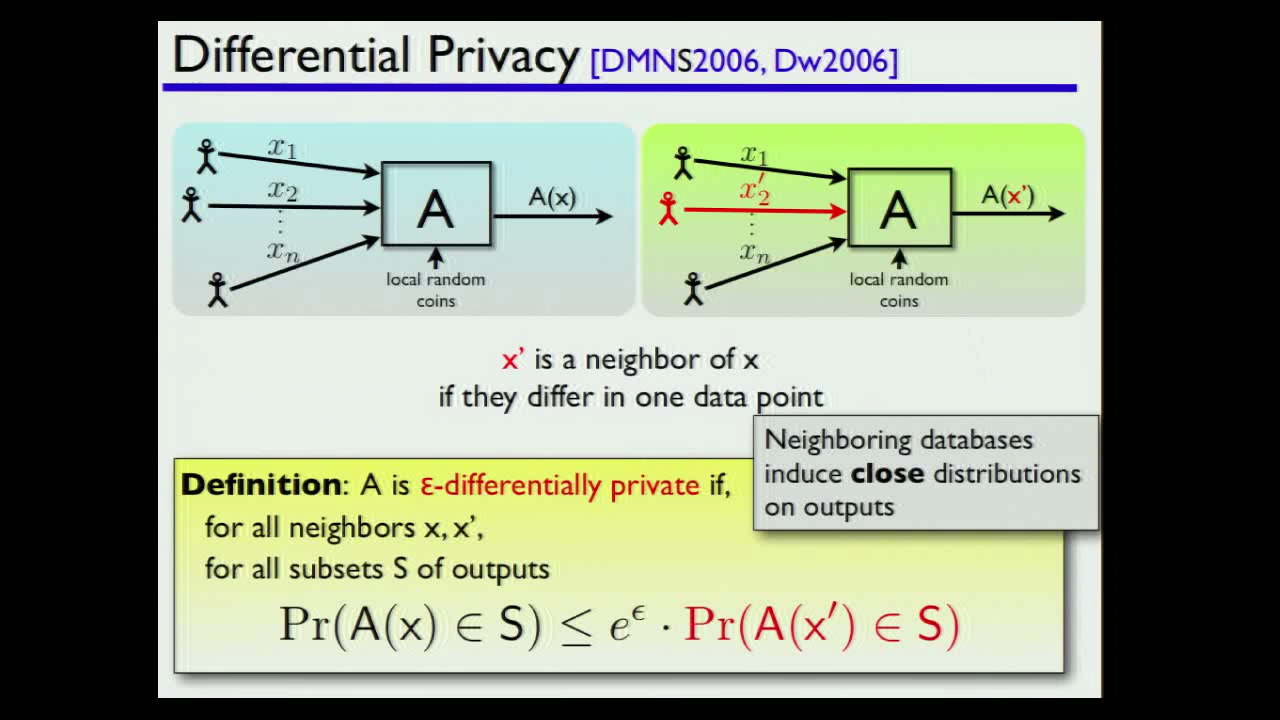 Differential Privacy [DMNS2006, Dw2006]
x₁
x₂
⋮
xₙ
A
A(x)
local random
coins
x₁
x′₂
⋮
xₙ
A
A(x')
local random
coins
x' is a neighbor of x
if they differ in one data point
Neighboring databases
induce close distributions
on outputs
Definition: A is ε-differentially private if,
for all neighbors x, x',
for all subsets S of outputs
Pr(A(x) ∈ S) ≤ e^ϵ · Pr(A(x′) ∈ S)